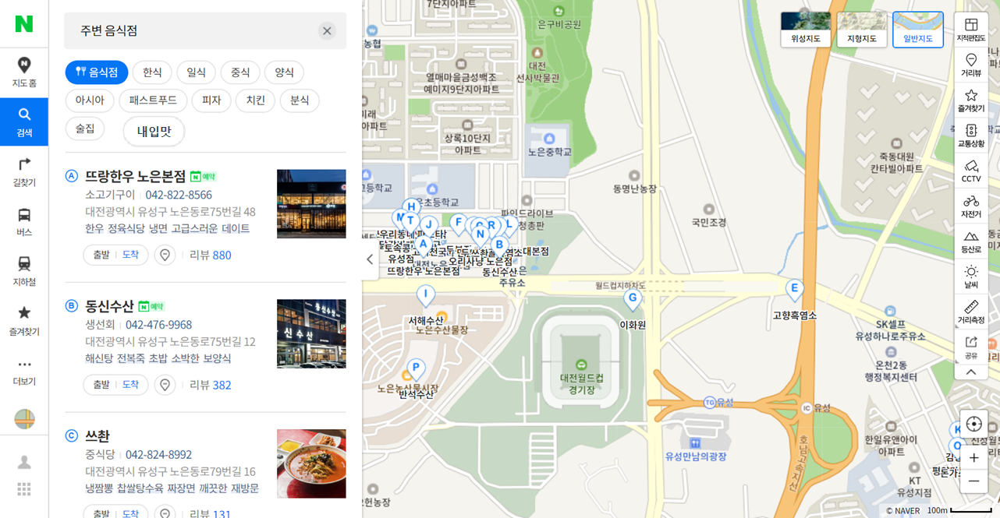 N
지도 홈
검색
길찾기
버스
지하철
즐겨찾기
더보기
주변 음식점
음식점 한식 일식 중식 양식
아시아 패스트푸드 피자 치킨 분식
술집 내입맛
A 뜨랑한우 노은본점 N예약
소고기구이 042-822-8566
대전광역시 유성구 노은동로75번길 48
한우 정육식당 냉면 고급스러운 데이트
출발 도착 리뷰 880
B 동신수산 N예약
생선회 042-476-9968
대전광역시 유성구 노은동로75번길 12
해신탕 전복죽 초밥 소박한 보양식
출발 도착 리뷰 382
C 쓰촨
중식당 042-824-8992
대전광역시 유성구 노은동로79번길 16
냉짬뽕 찹쌀탕수육 짜장면 깨끗한 재방문
출발 도착 리뷰 131
7단지아파트
은구비공원
농협
대전
선사박물관
열매마을금성백조
예미지9단지아파트
미래
아파트
상록10단지
아파트
노은중학교
고등학교
은초등학교
동명난농장
파인드라이브
국민조경
죽동대원
칸타빌아파트
H
M
T
J
F
R
L
N
A
B
유성점
오리사냥 노은점
뜨랑한우 노은본점
동신수산
주유소
월드컵지하차도
I
서해수산
노은수산물장
G
이화원
E
고향흑염소
P
노은농산물시장
반석수산
대전월드컵
경기장
SK셀프
유성하나로주유소
온천2동
행정복지센터
TG 유성
IC 유성
유성만남의광장
호남고속지선
한일유앤아이
아파트
KT
유성지점
K
O
위성지도
지형지도
일반지도
지적편집도
거리뷰
즐겨찾기
교통상황
CCTV
자전거
등산로
날씨
거리측정
공유
© NAVER 100m